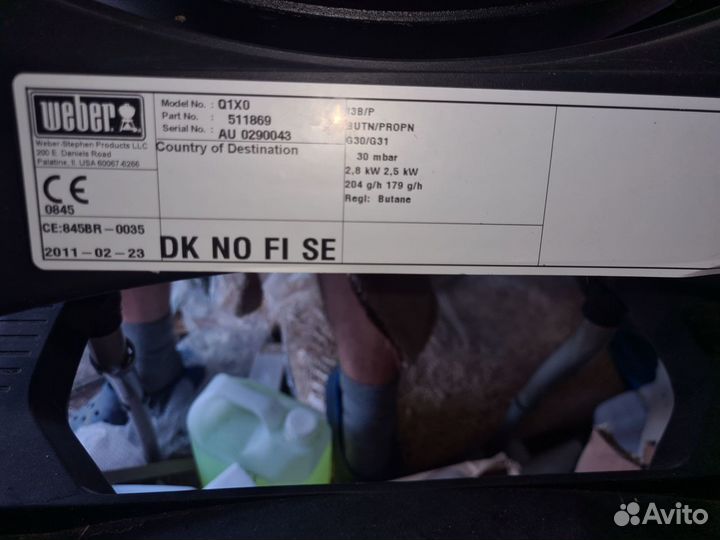 weber
Weber-Stephen Products LLC
200 E. Daniels Road
Palatine, Il. USA 60067-6266
CE
0845
CE:845BR-0035
2011-02-23
Model No. : Q1X0
Part No. : 511869
Serial No. : AU 0290043
Country of Destination
DK NO FI SE
I3B/P
BUTN/PROPN
G30/G31
30 mbar
2,8 kW 2,5 kW
204 g/h 179 g/h
Regl: Butane
Avito